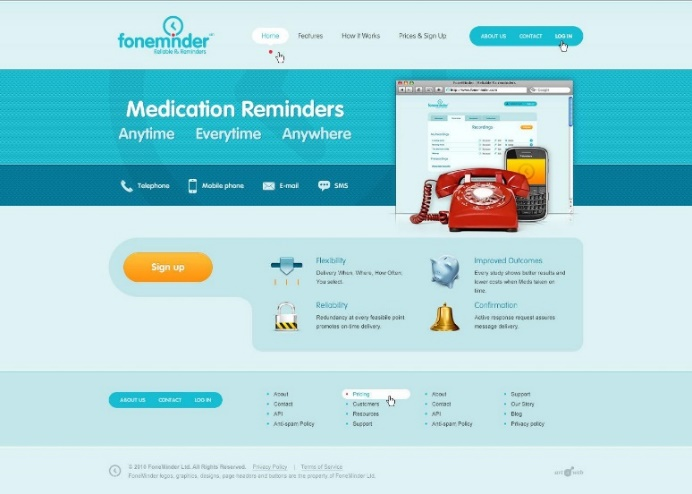 foneminder
Reliable Rx Reminders
Home
Features
How it Works
Prices & Sign Up
ABOUT US
CONTACT
LOG IN
Medication Reminders
Anytime Everytime Anywhere
Telephone
Mobile phone
E-mail
SMS
foneminder
Recordings
Sign up
Flexibility
Delivery When, Where, How Often,
You select.
Improved Outcomes
Every study shows better results and
lower costs when Meds taken on
time.
Reliability
Redundancy at every feasibile point
promotes on-time delivery.
Confirmation
Active response request assures
message delivery.
ABOUT US
CONTACT
LOG IN
About
Contact
API
Anti-spam Policy
Pricing
Customers
Resources
Support
About
Contact
API
Anti-spam Policy
Support
Our Story
Blog
Privacy policy
FoneMinder Ltd. All Rights Reserved. Privacy Policy | Terms of Service
FoneMinder logos, graphics, designs, page headers and buttons are the property of FoneMinder Ltd.